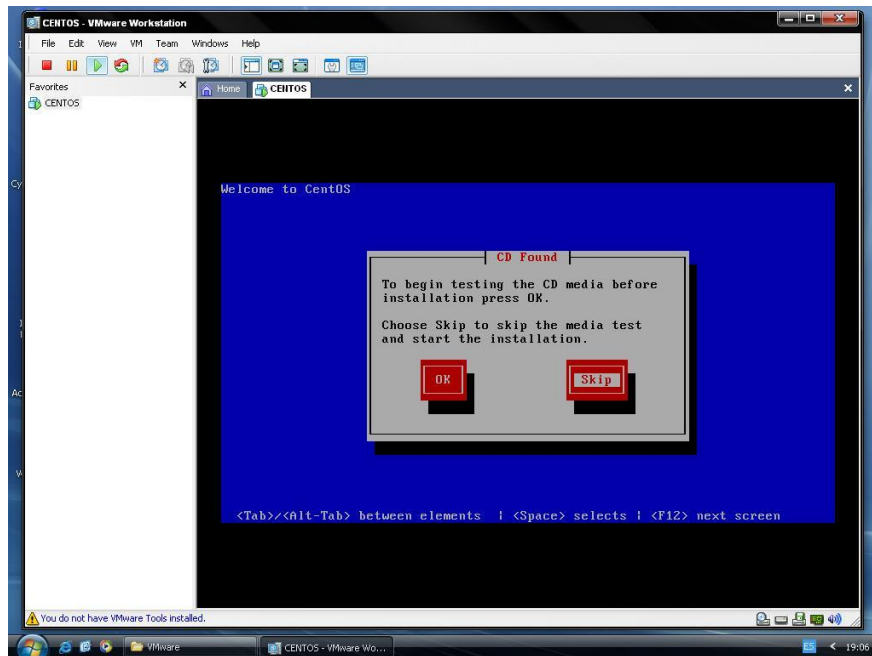 CENTOS - VMware Workstation
File Edit View VM Team Windows Help
Favorites
Home CENTOS
CENTOS
Cy
Welcome to CentOS
CD Found
To begin testing the CD media before
installation press OK.
Choose Skip to skip the media test
and start the installation.
OK Skip
Ac
<Tab>/<Alt-Tab> between elements | <Space> selects | <F12> next screen
You do not have VMware Tools installed.
VMware CENTOS - VMware Wo... ES < 19:06